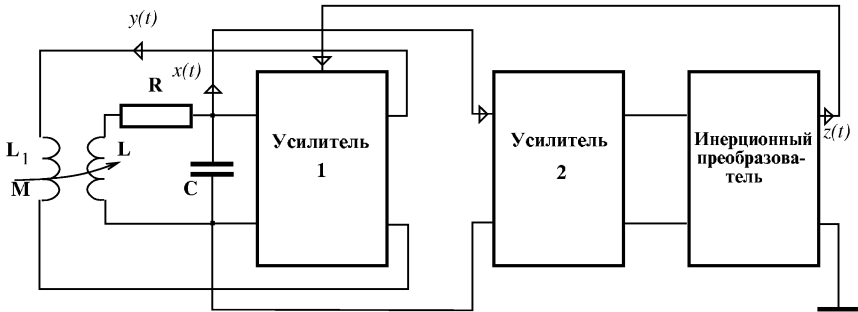 y(t)
x(t)
R
L1
L
M
C
Усилитель
1
Усилитель
2
Инерционный
преобразова-
тель
z(t)